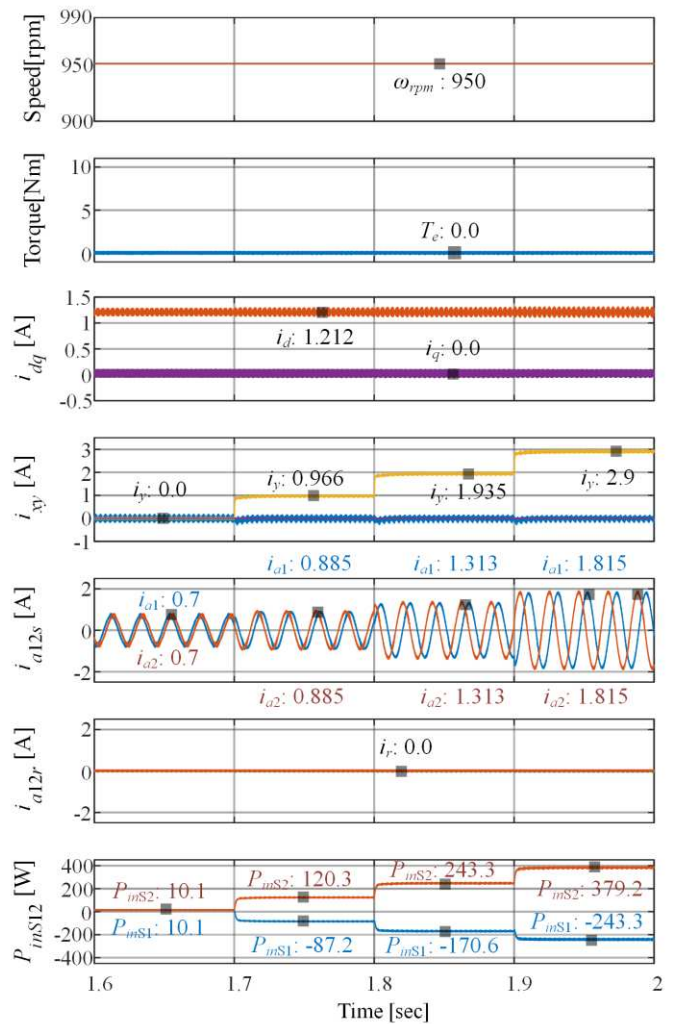 990
950
900
Speed[rpm]
ω_rpm : 950
10
5
0
Torque[Nm]
T_e: 0.0
1.5
1
0.5
0
-0.5
i_dq [A]
i_d: 1.212
i_q: 0.0
3
2
1
0
-1
i_xy [A]
i_y: 0.0
i_y: 0.966
i_y: 1.935
i_y: 2.9
i_a1: 0.885
i_a1: 1.313
i_a1: 1.815
2
0
-2
i_a12s [A]
i_a1: 0.7
i_a2: 0.7
i_a2: 0.885
i_a2: 1.313
i_a2: 1.815
2
0
-2
i_a12r [A]
i_r: 0.0
400
200
0
-200
-400
P_inS12 [W]
P_inS2: 10.1
P_inS2: 120.3
P_inS2: 243.3
P_inS2: 379.2
P_inS1: 10.1
P_inS1: -87.2
P_inS1: -170.6
P_inS1: -243.3
1.6
1.7
1.8
1.9
2
Time [sec]